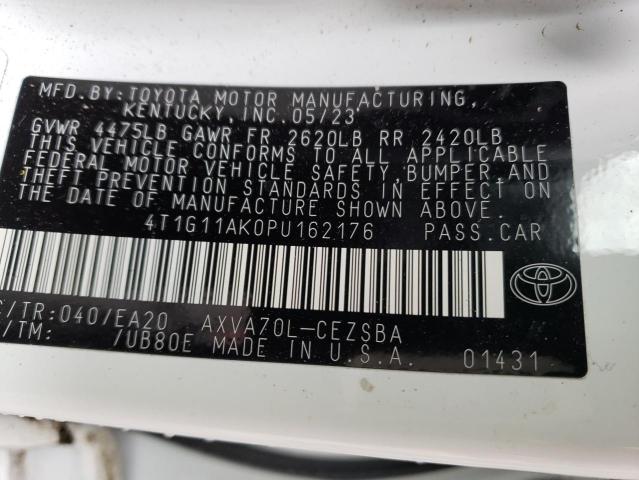 MFD.BY:TOYOTA MOTOR MANUFACTURING,
KENTUCKY,INC.05/23
GVWR 4475LB GAWR FR 2620LB RR 2420LB
THIS VEHICLE CONFORMS TO ALL APPLICABLE
FEDERAL MOTOR VEHICLE SAFETY,BUMPER,AND
THEFT PREVENTION STANDARDS IN EFFECT ON
THE DATE OF MANUFACTURE SHOWN ABOVE.
4T1G11AK0PU162176 PASS.CAR
C/TR:040/EA20 AXVA70L-CEZSBA
/TM: /UB80E MADE IN U.S.A. 01431